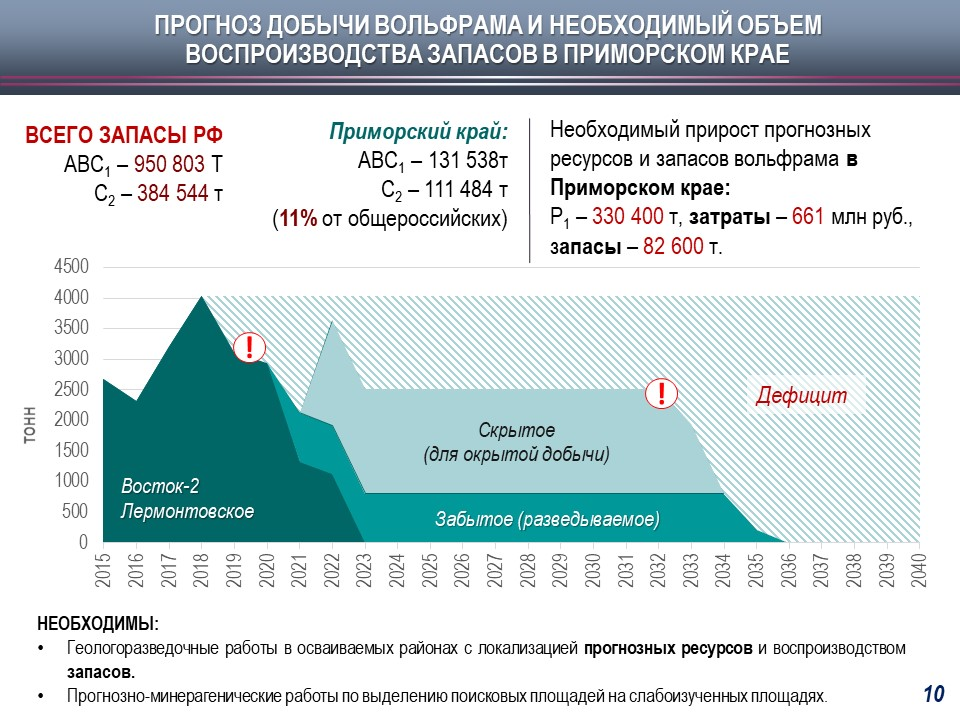 ПРОГНОЗ ДОБЫЧИ ВОЛЬФРАМА И НЕОБХОДИМЫЙ ОБЪЕМ
ВОСПРОИЗВОДСТВА ЗАПАСОВ В ПРИМОРСКОМ КРАЕ
ВСЕГО ЗАПАСЫ РФ
АВС₁ – 950 803 Т
С₂ – 384 544 т
Приморский край:
АВС₁ – 131 538т
С₂ – 111 484 т
(11% от общероссийских)
Необходимый прирост прогнозных
ресурсов и запасов вольфрама в
Приморском крае:
Р₁ – 330 400 т, затраты – 661 млн руб.,
запасы – 82 600 т.
4500
4000
3500
3000
2500
2000
1500
1000
500
0
тонн
!
!
Дефицит
Скрытое
(для окрытой добычи)
Восток-2
Лермонтовское
Забытое (разведываемое)
2015
2016
2017
2018
2019
2020
2021
2022
2023
2024
2025
2026
2027
2028
2029
2030
2031
2032
2033
2034
2035
2036
2037
2038
2039
2040
НЕОБХОДИМЫ:
• Геологоразведочные работы в осваиваемых районах с локализацией прогнозных ресурсов и воспроизводством
запасов.
• Прогнозно-минерагенические работы по выделению поисковых площадей на слабоизученных площадях.
10